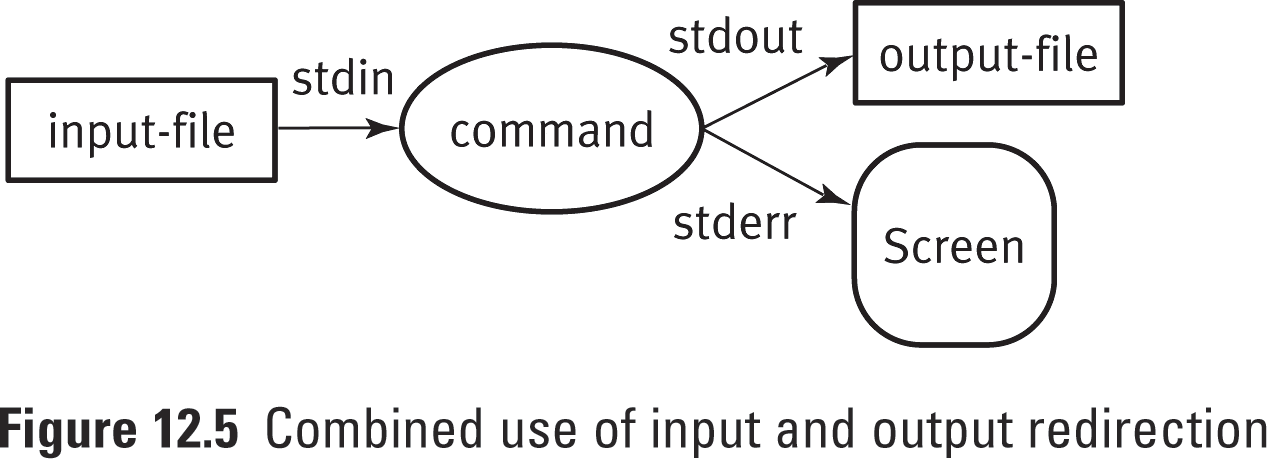 input-file
stdin
command
stdout
output-file
stderr
Screen
Figure 12.5 Combined use of input and output redirection